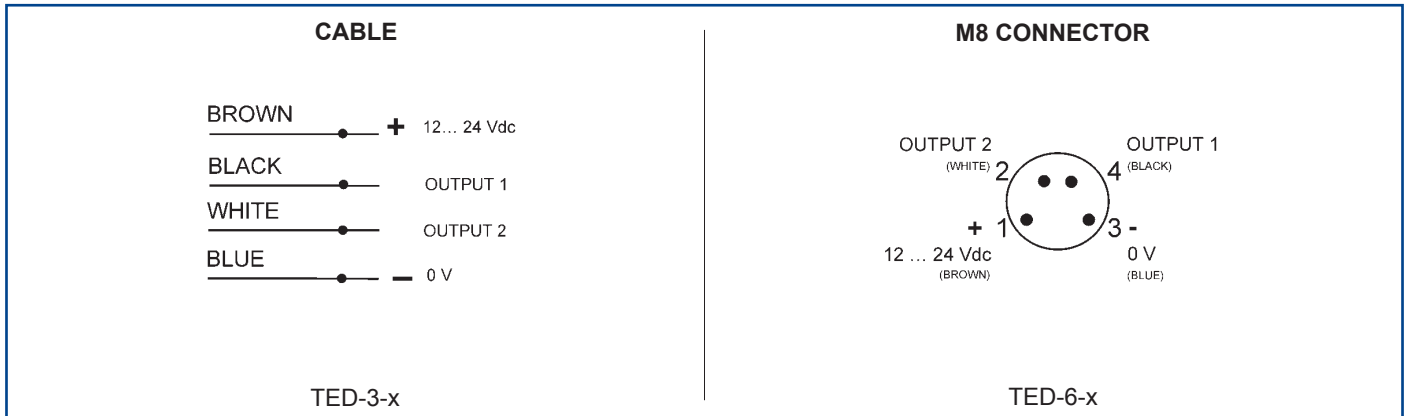 CABLE
BROWN
+ 12... 24 Vdc
BLACK
OUTPUT 1
WHITE
OUTPUT 2
BLUE
– 0 V
TED-3-x
M8 CONNECTOR
OUTPUT 2
(WHITE) 2
OUTPUT 1
4 (BLACK)
+ 1
12 ... 24 Vdc
(BROWN)
3 -
0 V
(BLUE)
TED-6-x